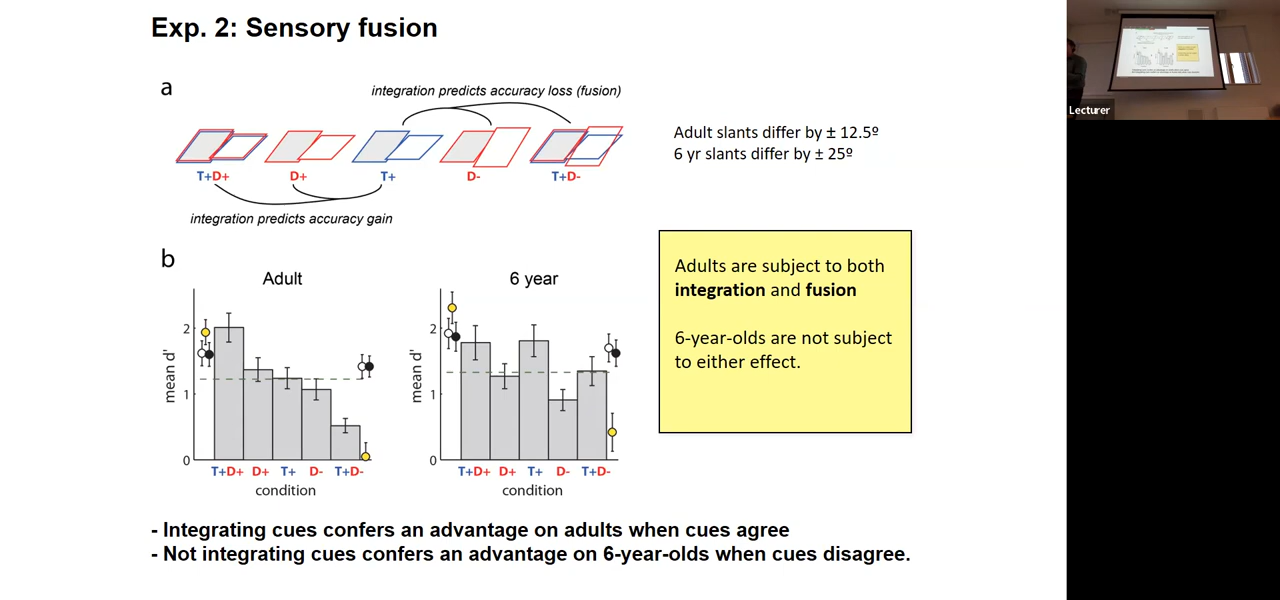 Exp. 2: Sensory fusion
a
integration predicts accuracy loss (fusion)
T+D+ D+ T+ D- T+D-
integration predicts accuracy gain
Adult slants differ by ± 12.5º
6 yr slants differ by ± 25º
b
Adult
mean d'
2
1
0
T+D+ D+ T+ D- T+D-
condition
6 year
mean d'
2
1
0
T+D+ D+ T+ D- T+D-
condition
Adults are subject to both
integration and fusion
6-year-olds are not subject
to either effect.
- Integrating cues confers an advantage on adults when cues agree
- Not integrating cues confers an advantage on 6-year-olds when cues disagree.
Lecturer